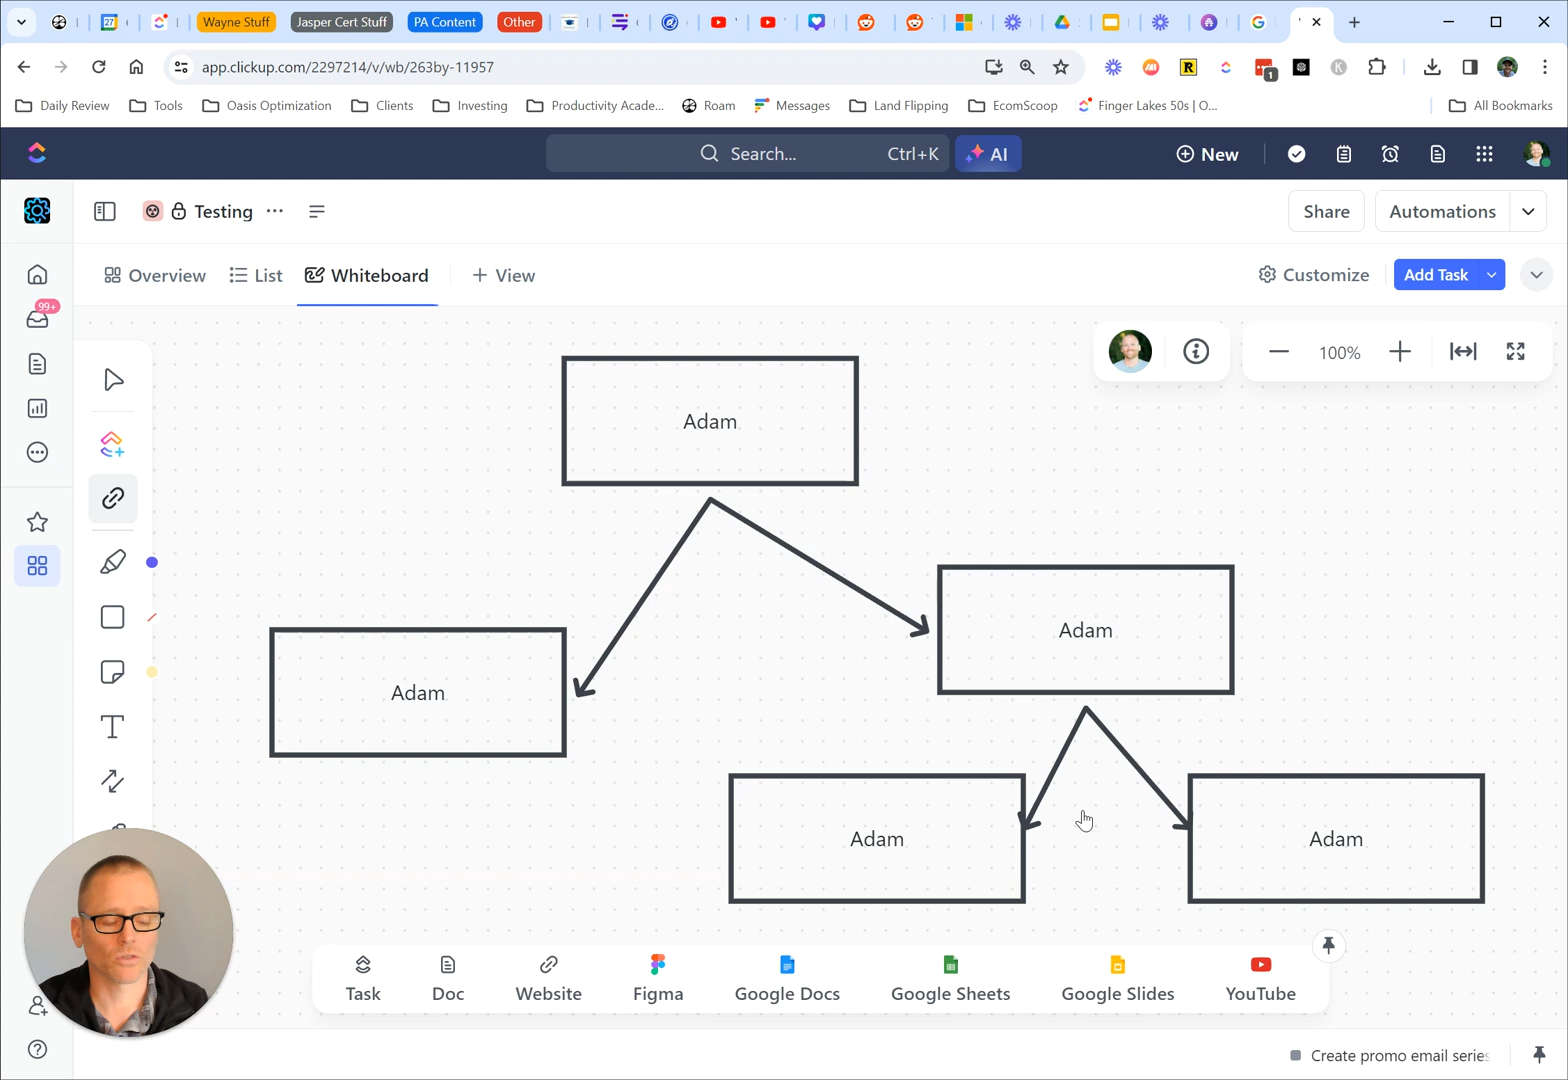 27
Wayne Stuff
Jasper Cert Stuff
PA Content
Other
app.clickup.com/2297214/v/wb/263by-11957
1
Daily Review
Tools
Oasis Optimization
Clients
Investing
Productivity Acade...
Roam
Messages
Land Flipping
EcomScoop
Finger Lakes 50s | O...
All Bookmarks
Search...
Ctrl+K
AI
New
Testing
Share
Automations
Overview
List
Whiteboard
+ View
Customize
Add Task
99+
100%
Adam
Adam
Adam
Adam
Adam
Task
Doc
Website
Figma
Google Docs
Google Sheets
Google Slides
YouTube
Create promo email series